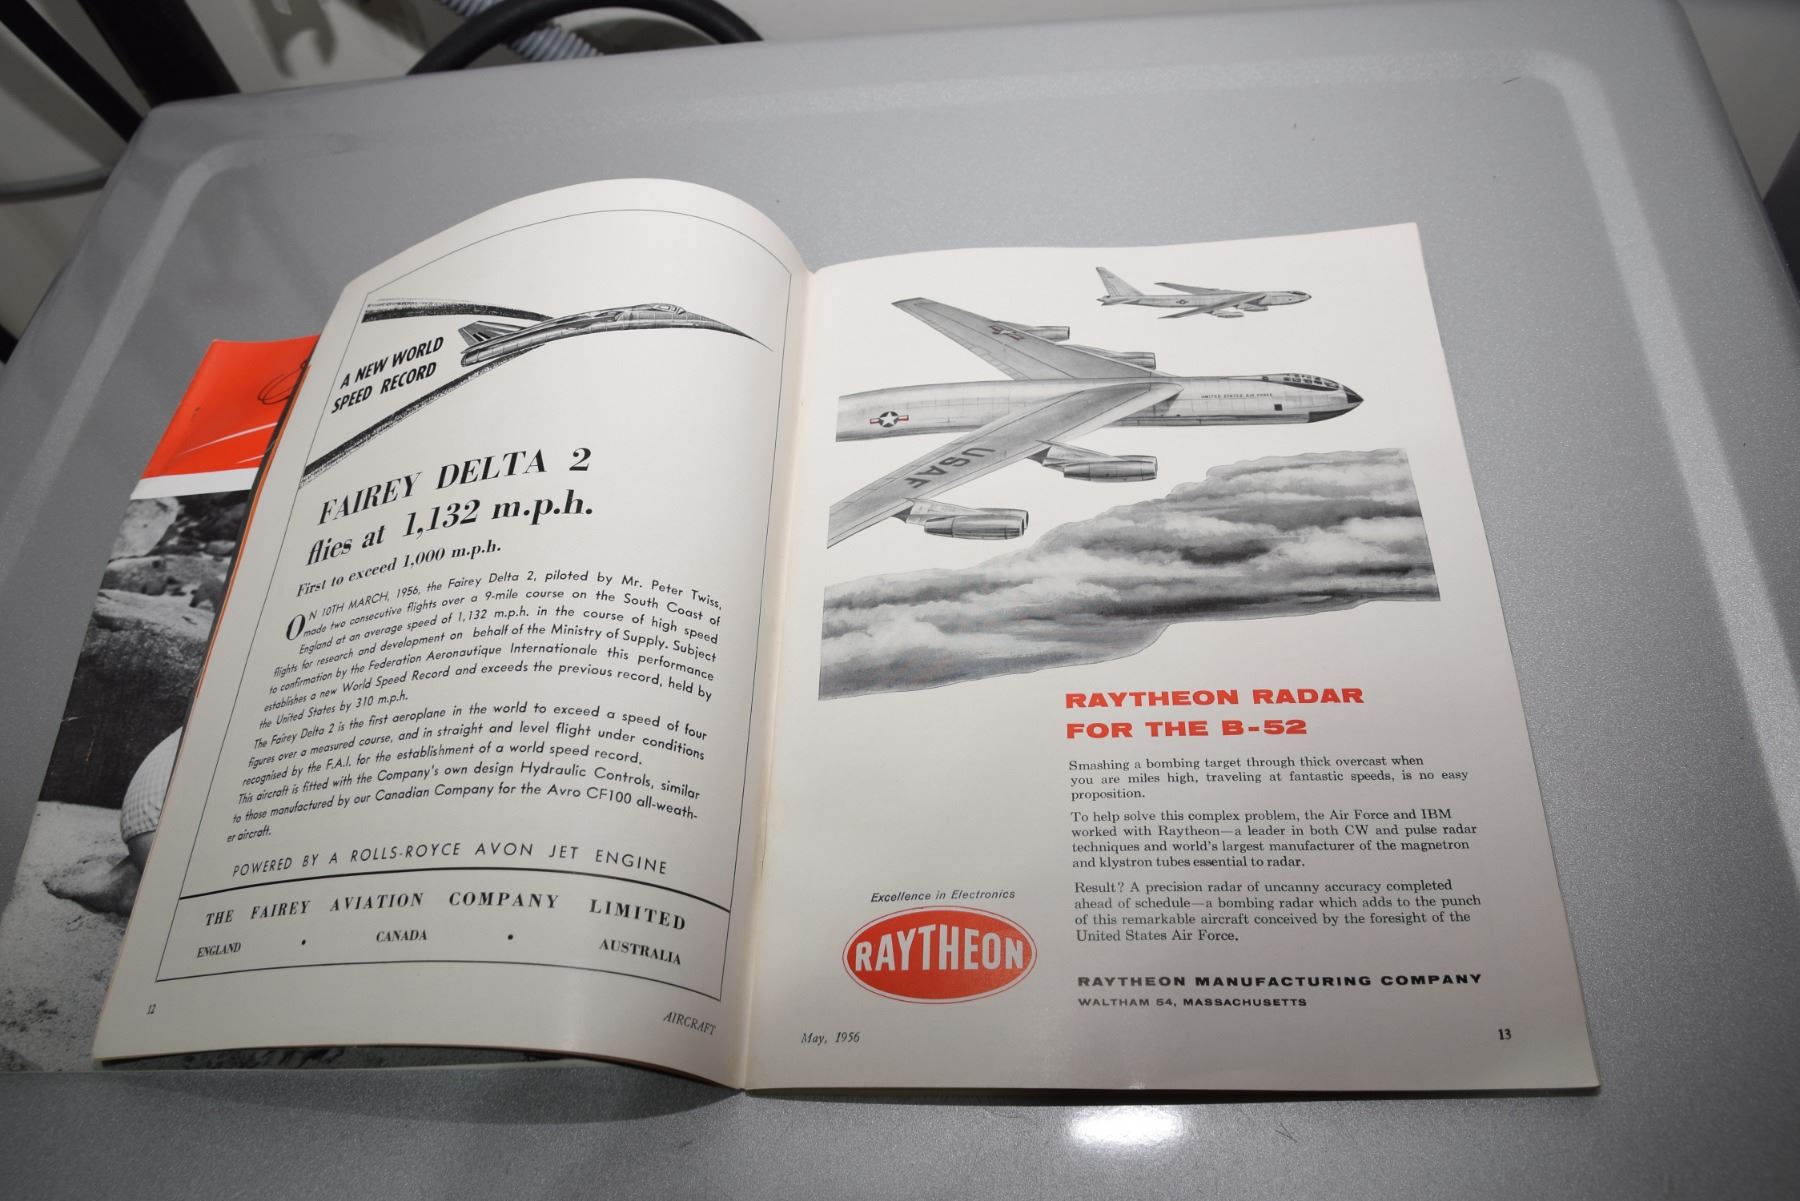 A NEW WORLD
SPEED RECORD
FAIREY DELTA 2
flies at 1,132 m.p.h.
First to exceed 1,000 m.p.h.
ON 10TH MARCH, 1956, the Fairey Delta 2, piloted by Mr. Peter Twiss,
made two consecutive flights over a 9-mile course on the South Coast of
England at an average speed of 1,132 m.p.h. in the course of high speed
flights for research and development on behalf of the Ministry of Supply. Subject
to confirmation by the Federation Aeronautique Internationale this performance
establishes a new World Speed Record and exceeds the previous record, held by
the United States by 310 m.p.h.
The Fairey Delta 2 is the first aeroplane in the world to exceed a speed of four
figures over a measured course, and in straight and level flight under conditions
recognised by the F.A.I. for the establishment of a world speed record.
This aircraft is fitted with the Company's own design Hydraulic Controls, similar
to those manufactured by our Canadian Company for the Avro CF100 all-weath-
er aircraft.
POWERED BY A ROLLS-ROYCE AVON JET ENGINE
THE FAIREY AVIATION COMPANY LIMITED
ENGLAND • CANADA • AUSTRALIA
12
AIRCRAFT
UNITED STATES AIR FORCE
USAF
RAYTHEON RADAR
FOR THE B-52
Smashing a bombing target through thick overcast when
you are miles high, traveling at fantastic speeds, is no easy
proposition.
To help solve this complex problem, the Air Force and IBM
worked with Raytheon—a leader in both CW and pulse radar
techniques and world's largest manufacturer of the magnetron
and klystron tubes essential to radar.
Result? A precision radar of uncanny accuracy completed
ahead of schedule—a bombing radar which adds to the punch
of this remarkable aircraft conceived by the foresight of the
United States Air Force.
Excellence in Electronics
RAYTHEON
RAYTHEON MANUFACTURING COMPANY
WALTHAM 54, MASSACHUSETTS
May, 1956
13